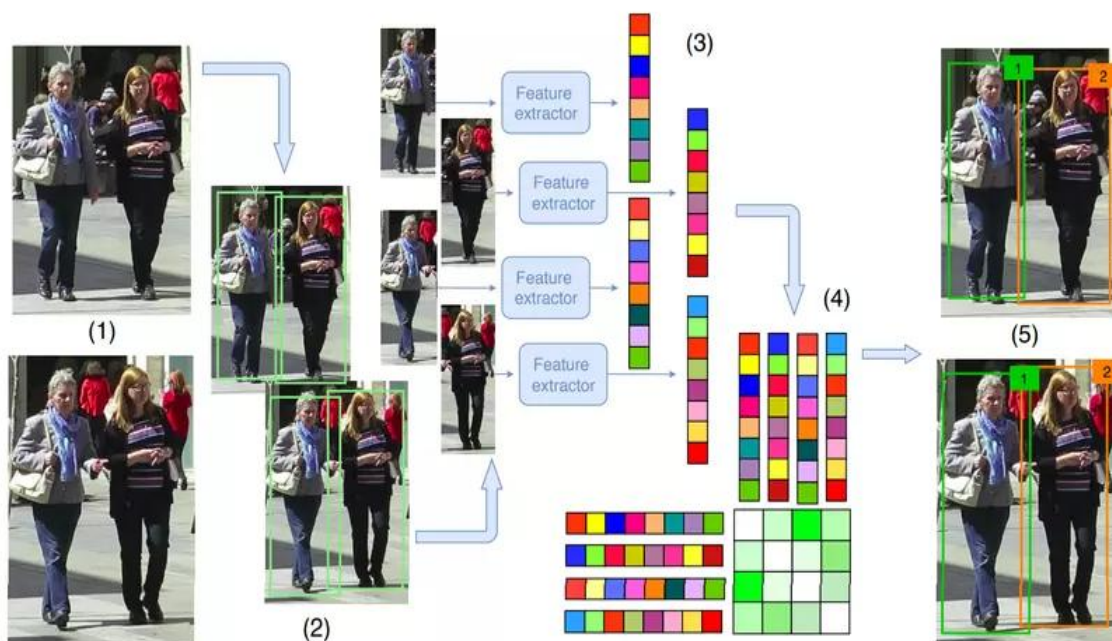 (1)
(2)
Feature
extractor
Feature
extractor
Feature
extractor
Feature
extractor
(3)
(4)
1
2
(5)
1
2